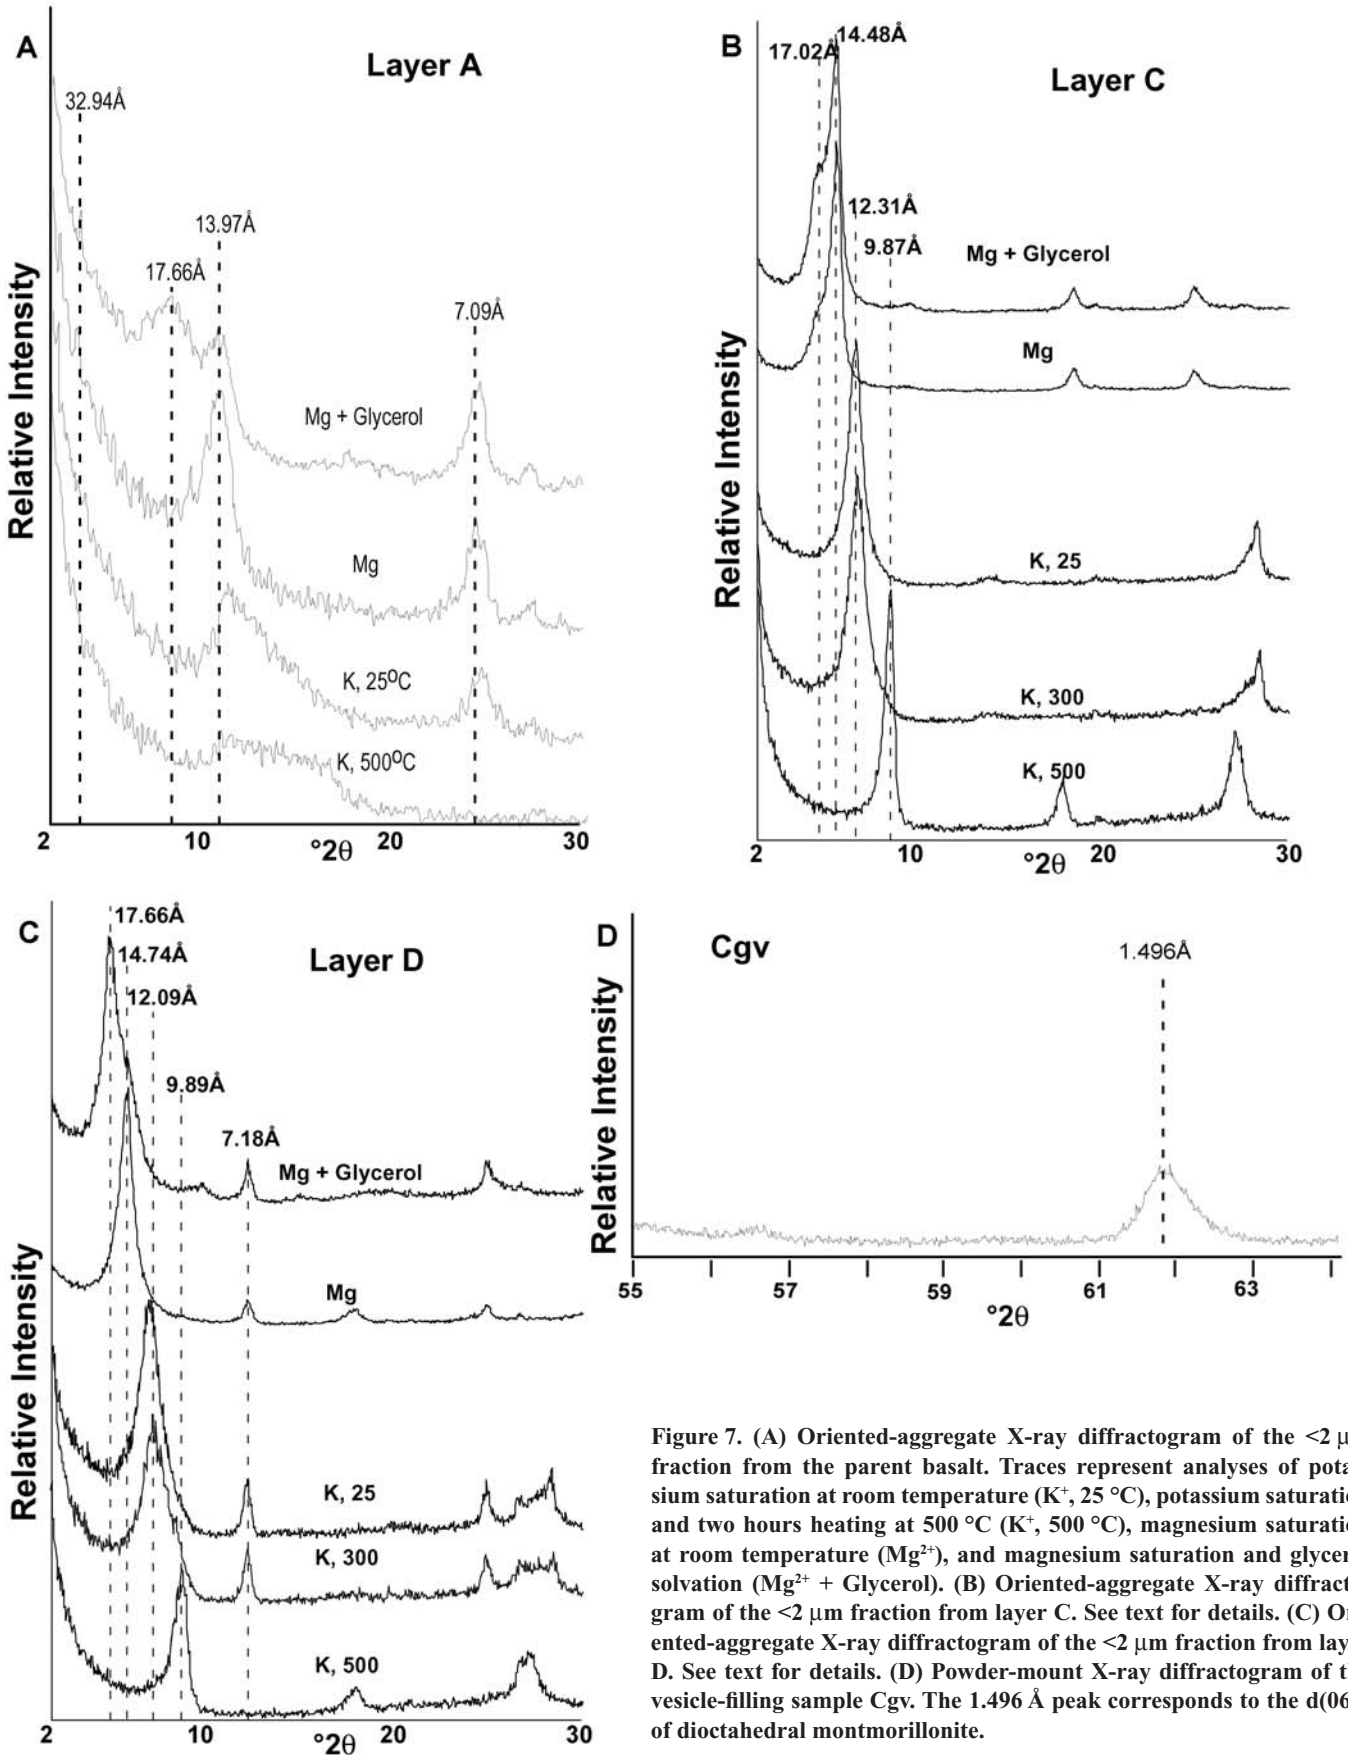 A
Layer A
32.94Å
17.66Å
13.97Å
7.09Å
Mg + Glycerol
Mg
K, 25⁰C
K, 500⁰C
Relative Intensity
2 10 20 30
°2θ
B
Layer C
17.02Å
14.48Å
12.31Å
9.87Å
Mg + Glycerol
Mg
K, 25
K, 300
K, 500
Relative Intensity
2 10 20 30
°2θ
C
Layer D
17.66Å
14.74Å
12.09Å
9.89Å
7.18Å
Mg + Glycerol
Mg
K, 25
K, 300
K, 500
Relative Intensity
Relative Intensity
2 10 20 30
°2θ
D
Cgv
1.496Å
55 57 59 61 63
°2θ
Figure 7. (A) Oriented-aggregate X-ray diffractogram of the <2 μ
fraction from the parent basalt. Traces represent analyses of pota
sium saturation at room temperature (K⁺, 25 °C), potassium saturati
and two hours heating at 500 °C (K⁺, 500 °C), magnesium saturati
at room temperature (Mg²⁺), and magnesium saturation and glycer
solvation (Mg²⁺ + Glycerol). (B) Oriented-aggregate X-ray diffract
gram of the <2 μm fraction from layer C. See text for details. (C) Or
ented-aggregate X-ray diffractogram of the <2 μm fraction from lay
D. See text for details. (D) Powder-mount X-ray diffractogram of t
vesicle-filling sample Cgv. The 1.496 Å peak corresponds to the d(06
of dioctahedral montmorillonite.